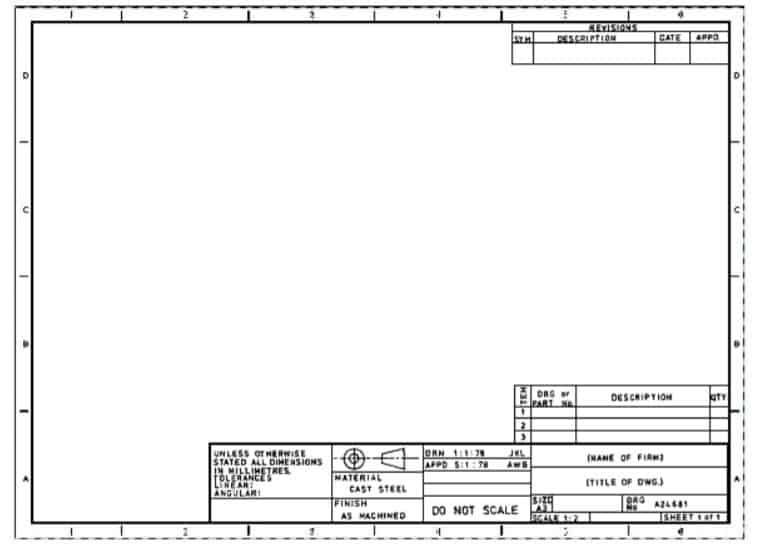 1 2 3 4 5 6
REVISIONS
SYM DESCRIPTION DATE APPD
D D
C C
B B
ITEM DRG or PART No. DESCRIPTION QTY
1
2
3
A A
UNLESS OTHERWISE
STATED ALL DIMENSIONS
IN MILLIMETRES.
TOLERANCES
LINEAR:
ANGULAR:
MATERIAL
CAST STEEL
FINISH
AS MACHINED
DRN 1:1:78 JKL
APPD 5:1:78 AWB
DO NOT SCALE
(NAME OF FIRM)
(TITLE OF DWG.)
SIZE A3 DRG No A24681
SCALE 1:2 SHEET 1 of 1
1 2 3 4 5 6